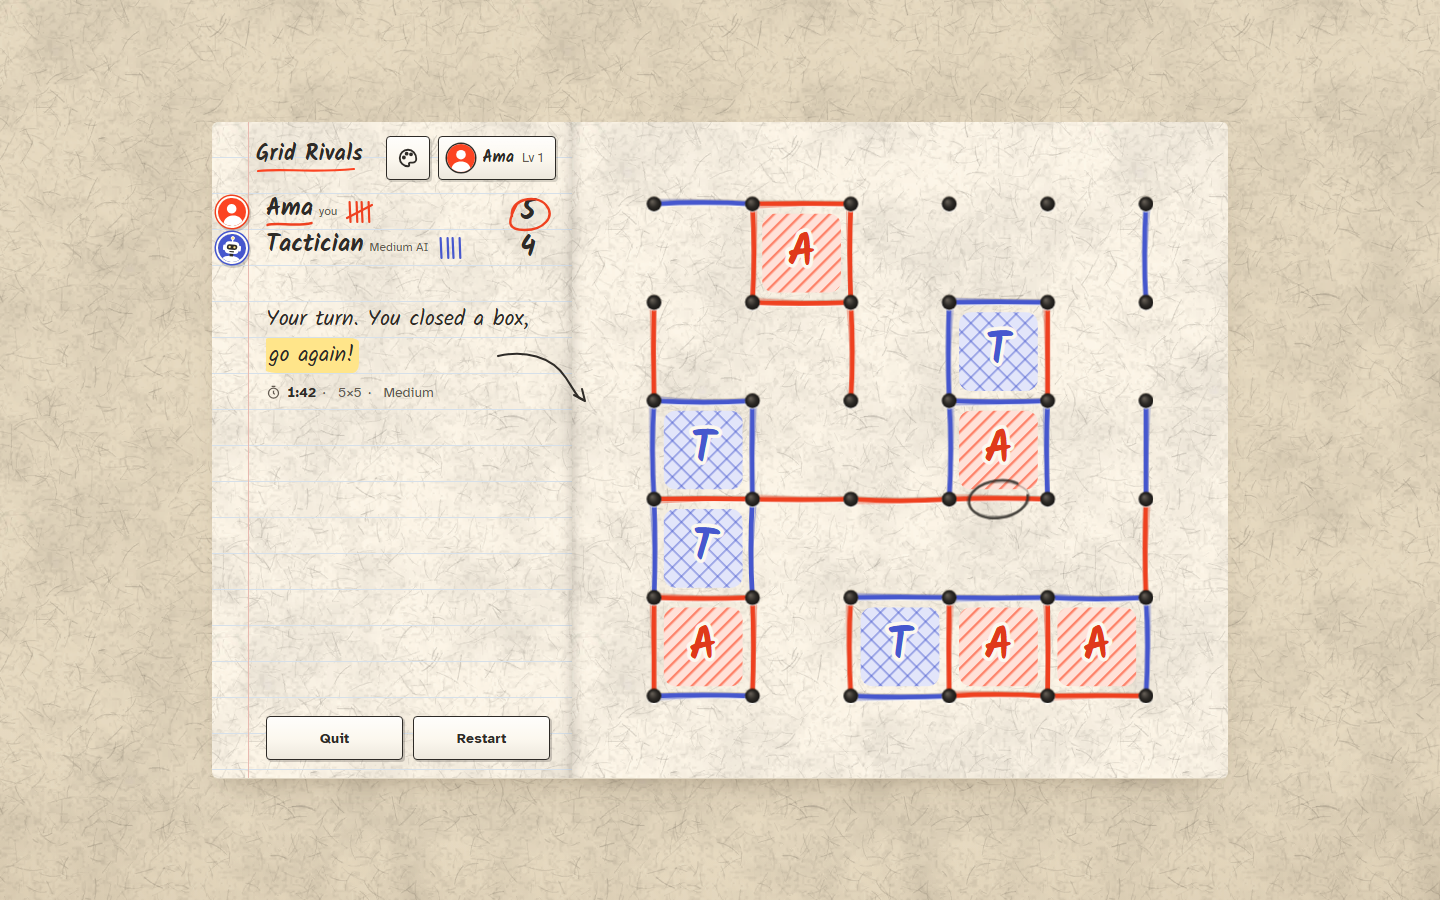 Grid Rivals
Ama Lv 1
Ama you 5
Tactician Medium AI 4
Your turn. You closed a box,
go again!
1:42 · 5×5 · Medium
Quit
Restart
A
T
T
A
T
A
T
A
A